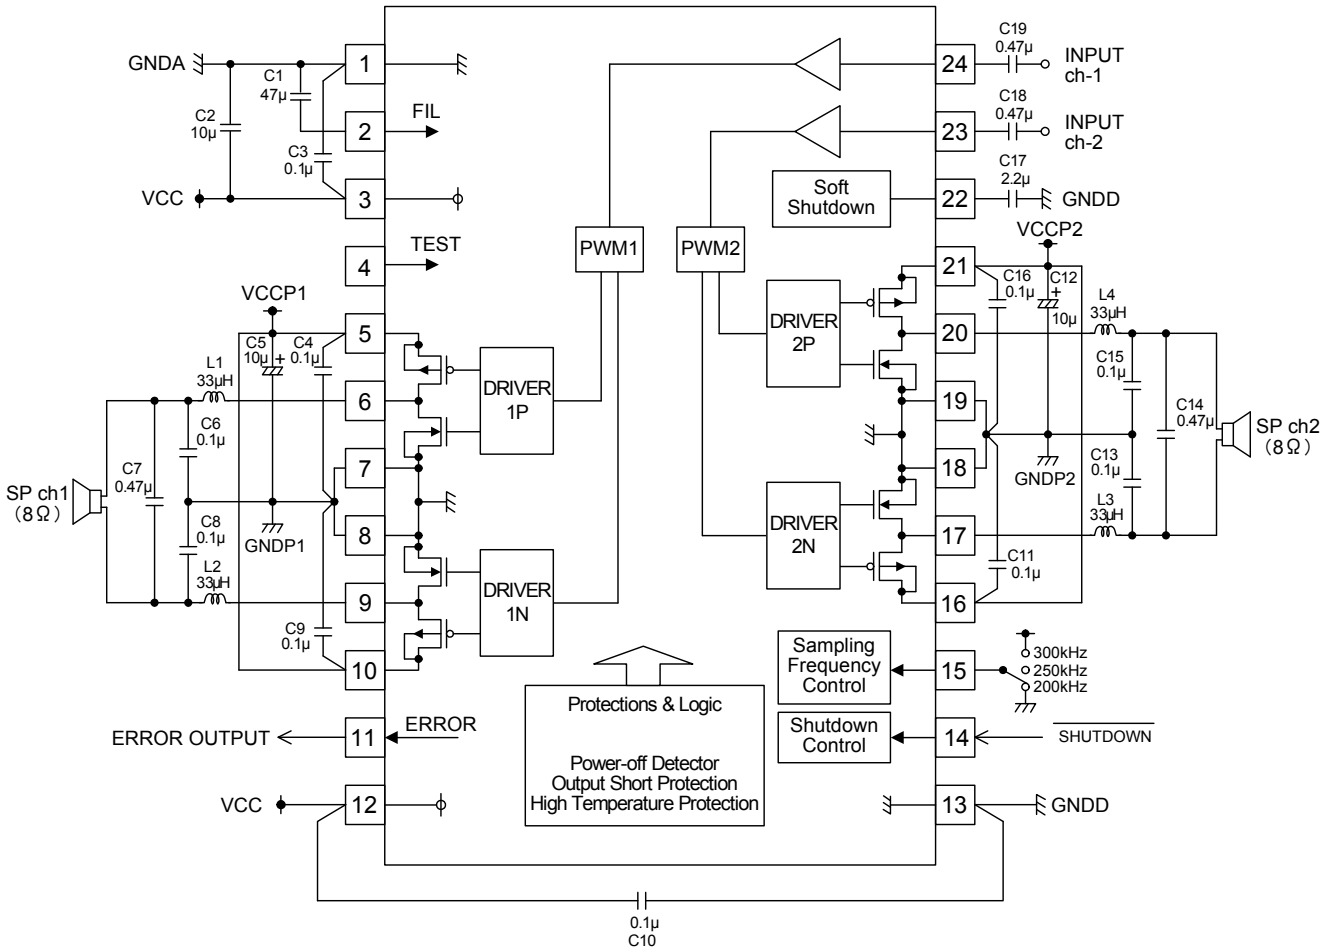 GNDA
C1
47µ
C2
10µ
C3
0.1µ
VCC
1
2
3
4
FIL
TEST
VCCP1
C5
10µ
+
C4
0.1µ
L1
33µH
C6
0.1µ
C7
0.47µ
SP ch1
(8Ω)
C8
0.1µ
GNDP1
L2
33µH
C9
0.1µ
5
6
7
8
9
10
11
12
ERROR OUTPUT
ERROR
VCC
DRIVER
1P
DRIVER
1N
PWM1
PWM2
Soft
Shutdown
DRIVER
2P
DRIVER
2N
Protections & Logic
Power-off Detector
Output Short Protection
High Temperature Protection
Sampling
Frequency
Control
Shutdown
Control
24
23
22
21
20
19
18
17
16
15
14
13
C19
0.47µ
INPUT
ch-1
C18
0.47µ
INPUT
ch-2
C17
2.2µ
GNDD
VCCP2
C16
0.1µ
C12
+
10µ
L4
33µH
C15
0.1µ
C14
0.47µ
SP ch2
(8Ω)
C13
0.1µ
GNDP2
L3
33µH
C11
0.1µ
300kHz
250kHz
200kHz
SHUTDOWN
GNDD
0.1µ
C10